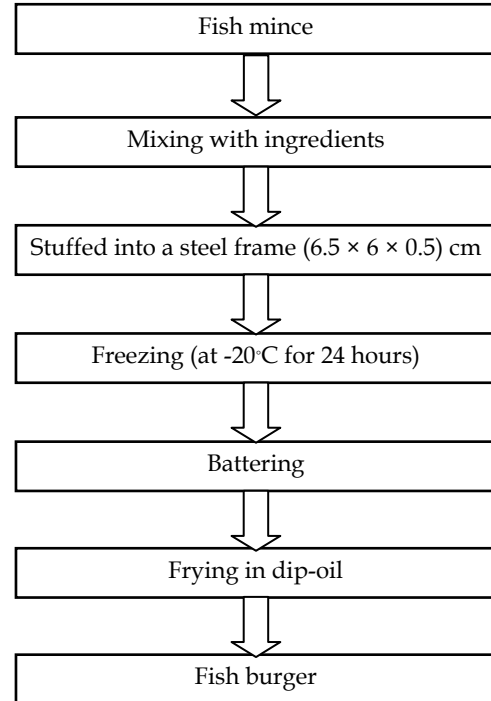 Fish mince
Mixing with ingredients
Stuffed into a steel frame (6.5 × 6 × 0.5) cm
Freezing (at -20°C for 24 hours)
Battering
Frying in dip-oil
Fish burger